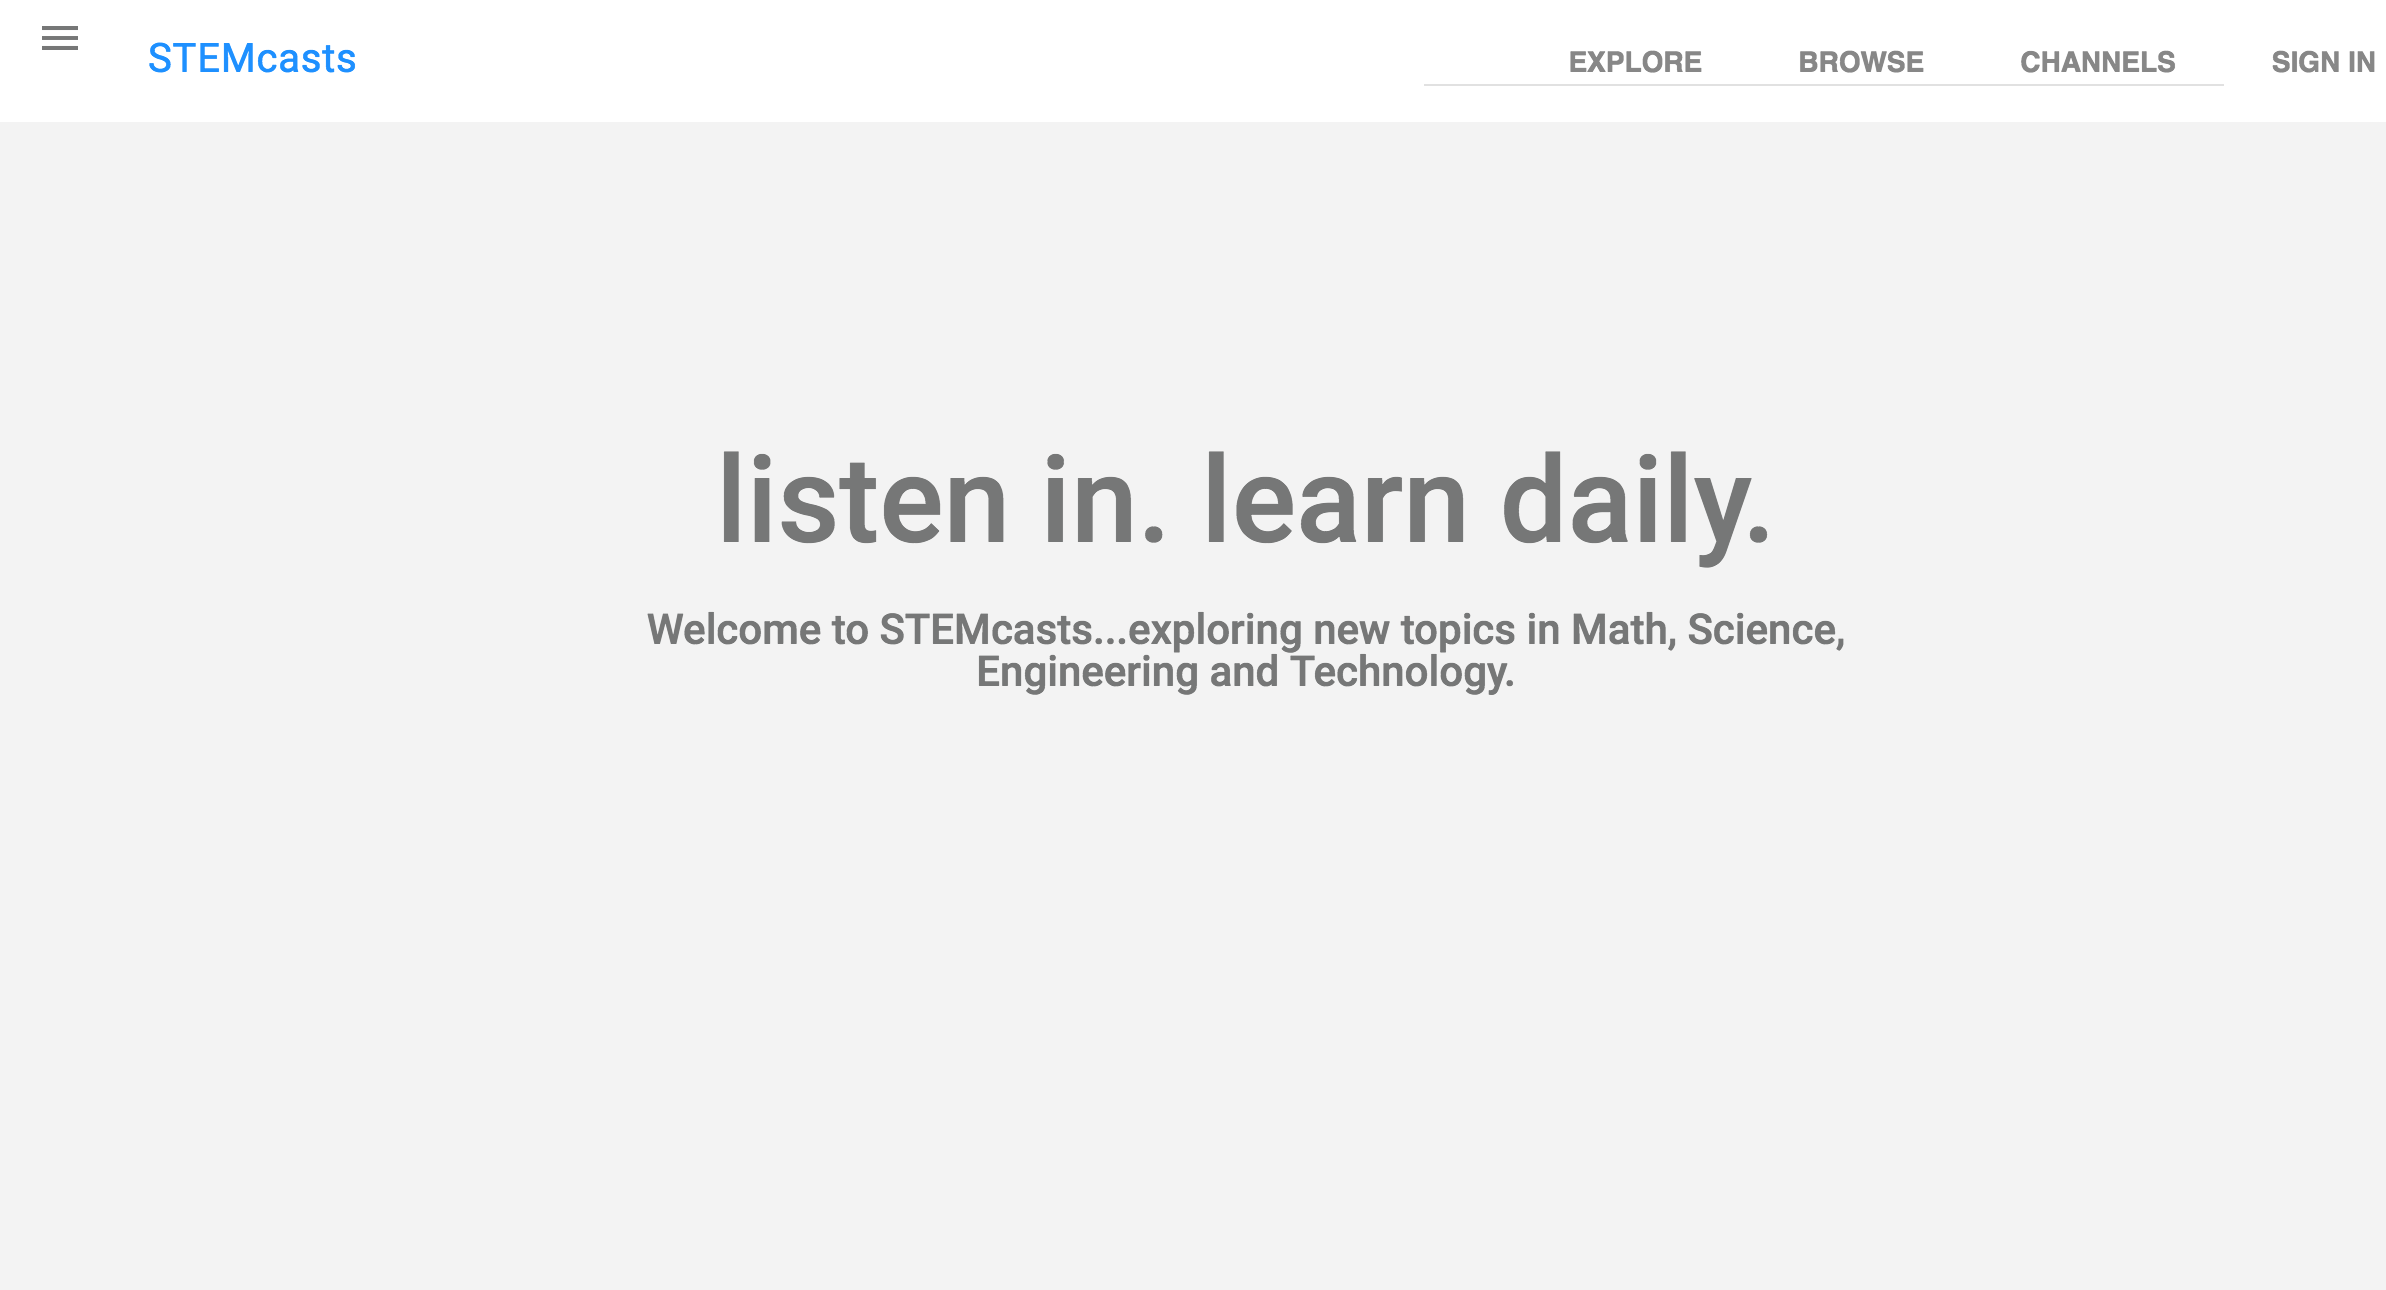 STEMcasts
EXPLORE BROWSE CHANNELS SIGN IN
listen in. learn daily.
Welcome to STEMcasts...exploring new topics in Math, Science,
Engineering and Technology.